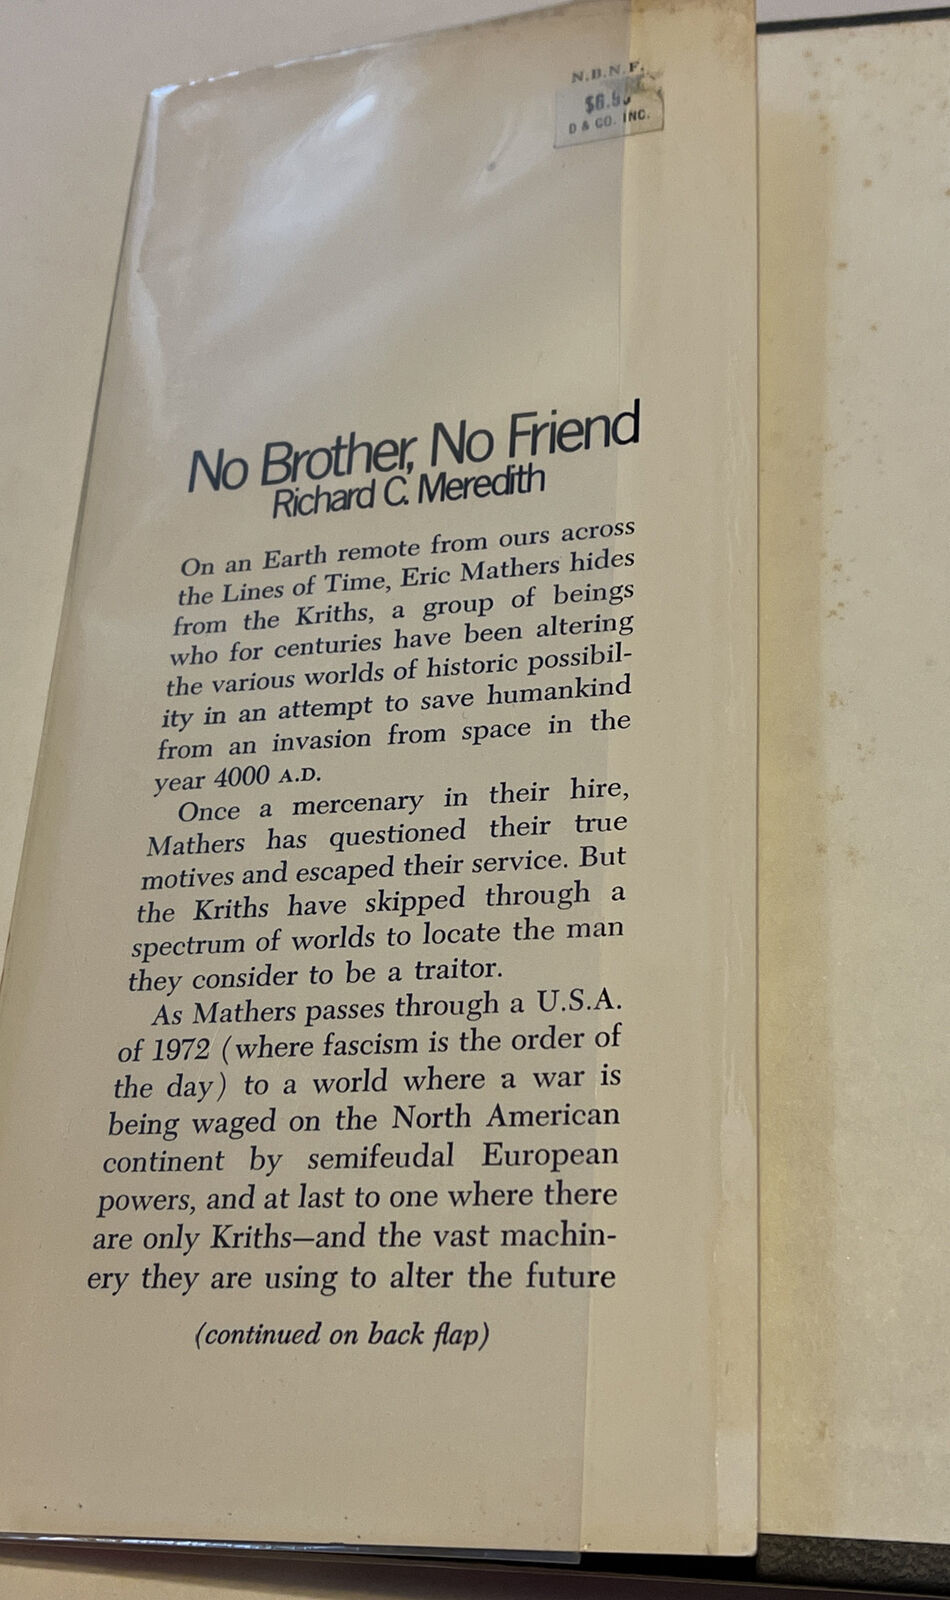 N.B.N.F.
D & CO. INC.
No Brother, No Friend
Richard C. Meredith
On an Earth remote from ours across
the Lines of Time, Eric Mathers hides
from the Kriths, a group of beings
who for centuries have been altering
the various worlds of historic possibil-
ity in an attempt to save humankind
from an invasion from space in the
year 4000 A.D.
Once a mercenary in their hire,
Mathers has questioned their true
motives and escaped their service. But
the Kriths have skipped through a
spectrum of worlds to locate the man
they consider to be a traitor.
As Mathers passes through a U.S.A.
of 1972 (where fascism is the order of
the day) to a world where a war is
being waged on the North American
continent by semifeudal European
powers, and at last to one where there
are only Kriths—and the vast machin-
ery they are using to alter the future
(continued on back flap)